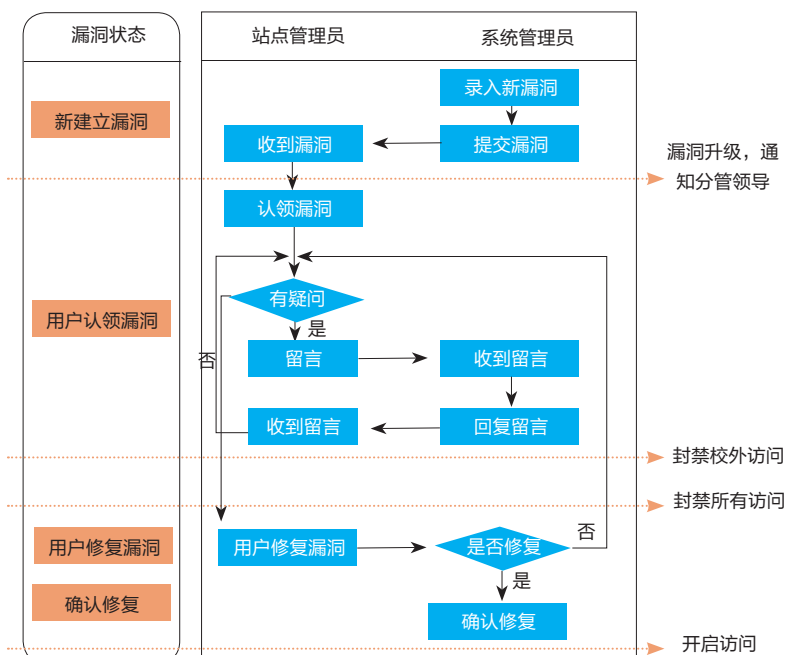 漏洞状态
站点管理员
系统管理员
录入新漏洞
新建立漏洞
收到漏洞
提交漏洞
漏洞升级，通
知分管领导
认领漏洞
有疑问
用户认领漏洞
是
否
留言
收到留言
收到留言
回复留言
封禁校外访问
封禁所有访问
用户修复漏洞
用户修复漏洞
是否修复
否
是
确认修复
确认修复
开启访问